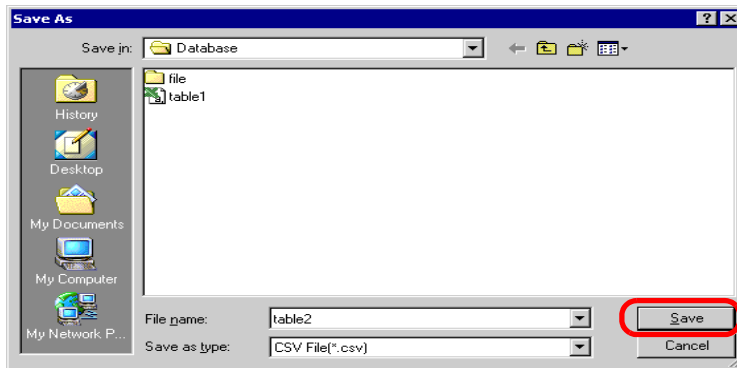 Save As
Save in: Database
file
table1
History
Desktop
My Documents
My Computer
My Network P...
File name: table2 Save
Save as type: CSV File(*.csv) Cancel